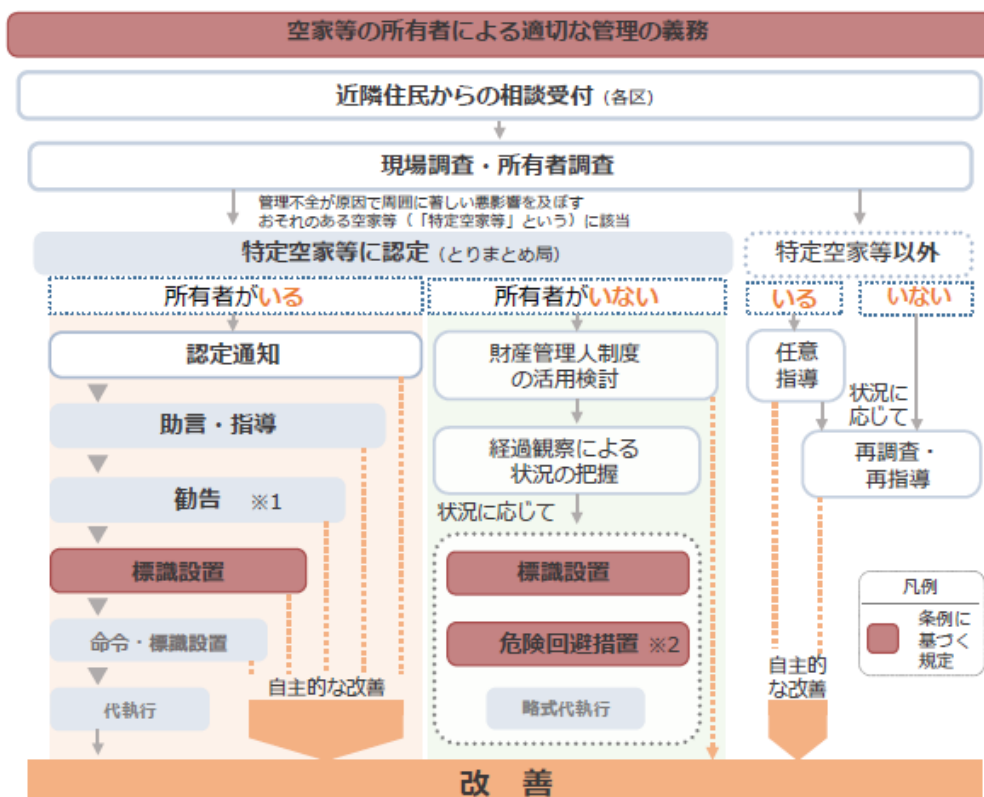 空家等の所有者による適切な管理の義務
近隣住民からの相談受付 (各区)
現場調査・所有者調査
管理不全が原因で周囲に著しい悪影響を及ぼす
おそれのある空家等（「特定空家等」という）に該当
特定空家等に認定 (とりまとめ局)
特定空家等以外
所有者がいる
所有者がいない
いる
いない
認定通知
財産管理人制度
の活用検討
任意
指導
助言・指導
状況に
応じて
経過観察による
状況の把握
再調査・
再指導
勧告 ※1
状況に応じて
標識設置
標識設置
凡例
条例に
基づく
規定
命令・標識設置
危険回避措置 ※2
自主的な改善
自主的
な改善
代執行
略式代執行
改 善